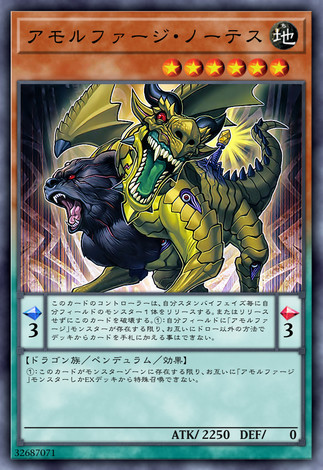 アモルファージ・ノーテス
地
このカードのコントローラーは、自分スタンバイフェイズ毎に自
分フィールドのモンスター１体をリリースする。またはリリース
せずにこのカードを破壊する。①:自分フィールドに「アモルファ
ージ」モンスターが存在する限り、お互いにドロー以外の方法で
デッキからカードを手札に加える事はできない。
3
3
【ドラゴン族／ペンデュラム／効果】
①:このカードがモンスターゾーンに存在する限り、お互いに「アモルファ
ージ」モンスターしかEXデッキから特殊召喚できない。
ATK/ 2250 DEF/ 0
32687071